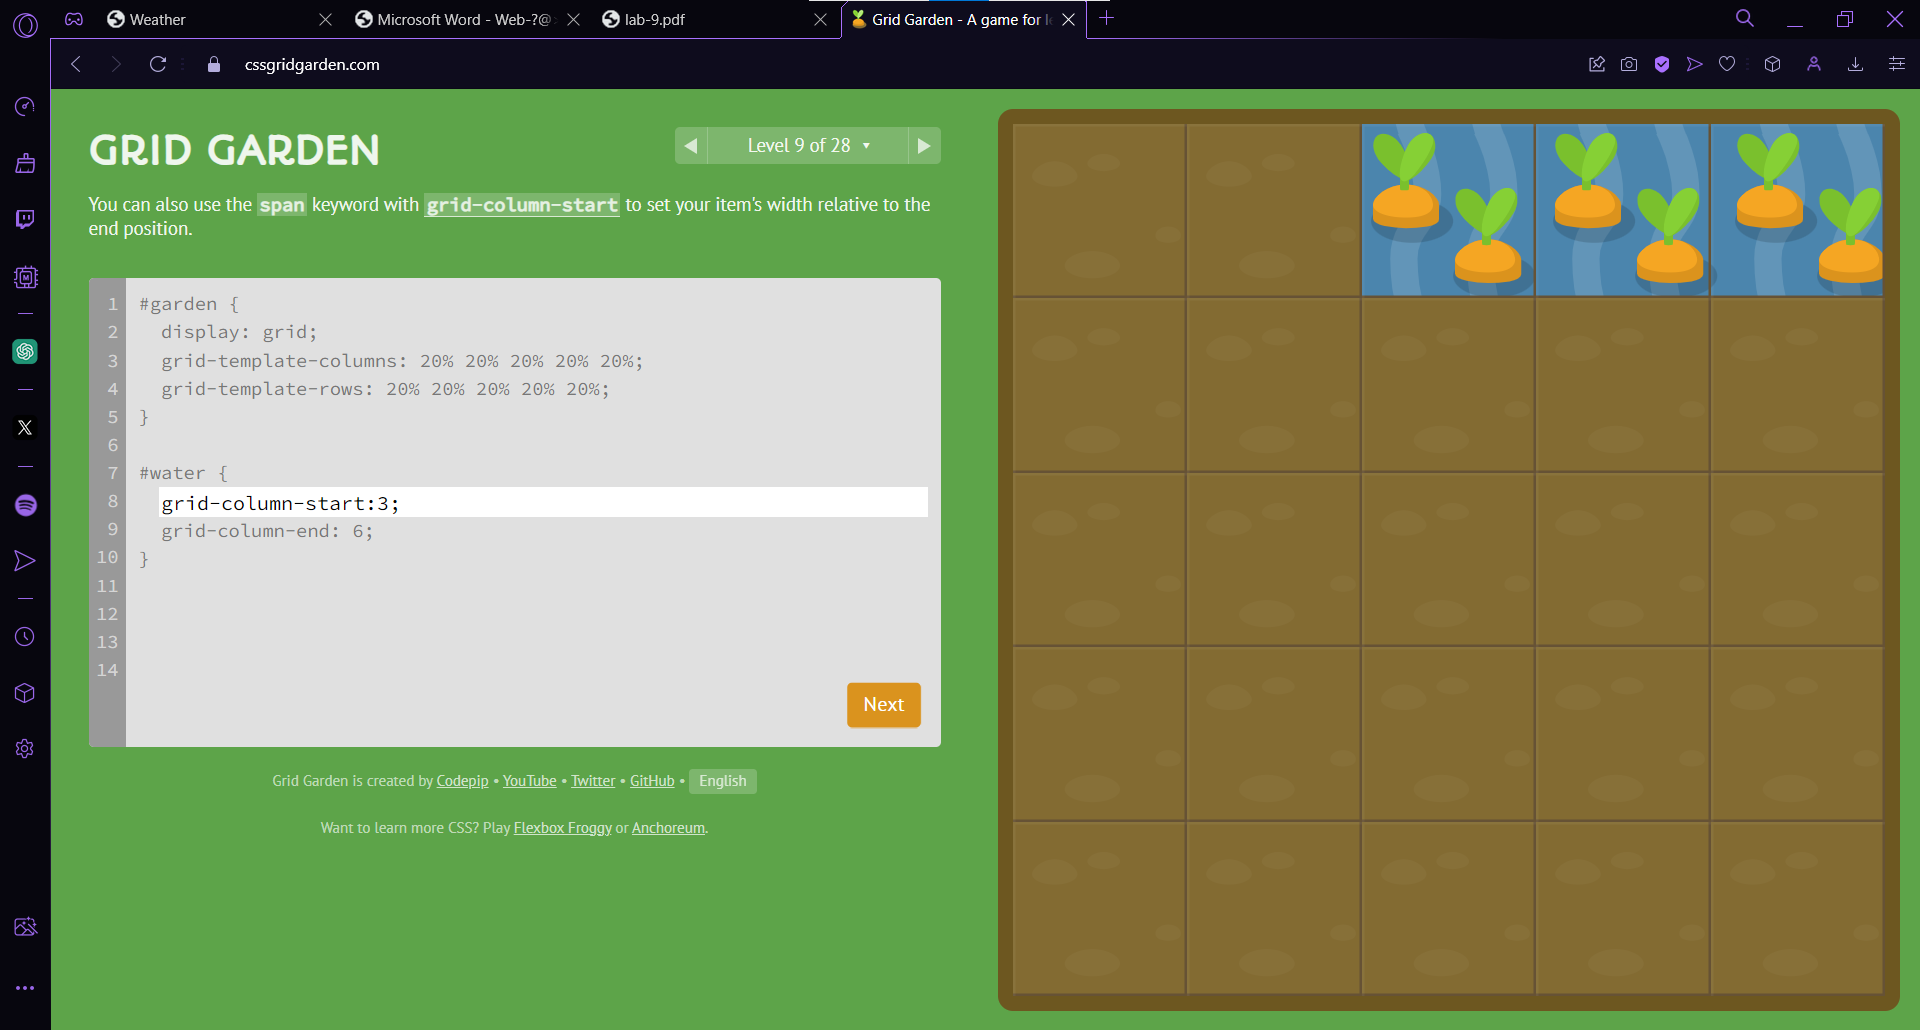 Weather
Microsoft Word - Web-?@
lab-9.pdf
Grid Garden - A game for l
cssgridgarden.com
GRID GARDEN
Level 9 of 28
You can also use the span keyword with grid-column-start to set your item's width relative to the
end position.
1 #garden {
2 display: grid;
3 grid-template-columns: 20% 20% 20% 20% 20%;
4 grid-template-rows: 20% 20% 20% 20% 20%;
5 }
6
7 #water {
8 grid-column-start:3;
9 grid-column-end: 6;
10 }
11
12
13
14
Next
Grid Garden is created by Codepip • YouTube • Twitter • GitHub • English
Want to learn more CSS? Play Flexbox Froggy or Anchoreum.